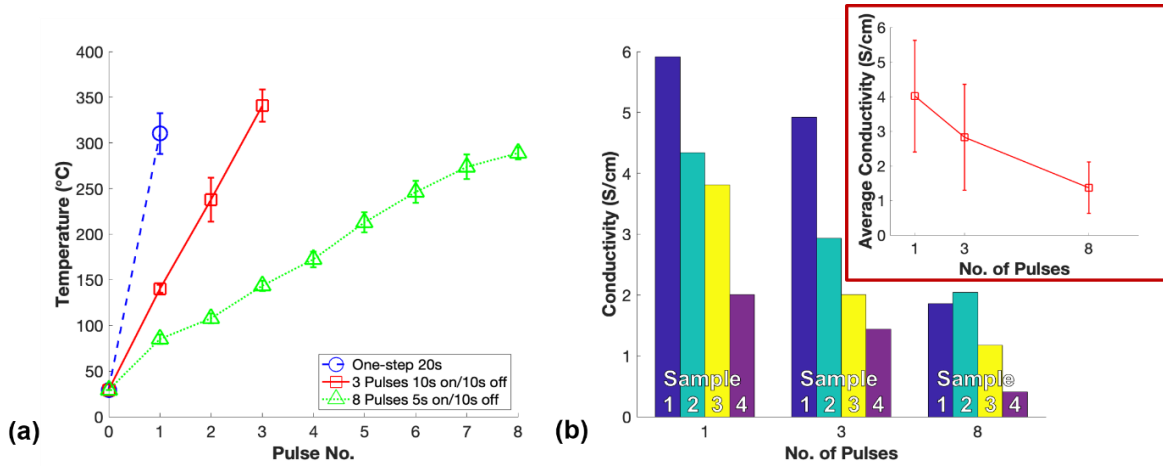 400
350
300
250
200
150
100
50
0
Temperature (°C)
0 1 2 3 4 5 6 7 8
Pulse No.
One-step 20s
3 Pulses 10s on/10s off
8 Pulses 5s on/10s off
(a)
6
5
4
3
2
1
0
Conductivity (S/cm)
Sample
1 2 3 4
Sample
1 2 3 4
Sample
1 2 3 4
1 3 8
No. of Pulses
(b)
6
5
4
3
2
1
0
Average Conductivity (S/cm)
1 3 8
No. of Pulses